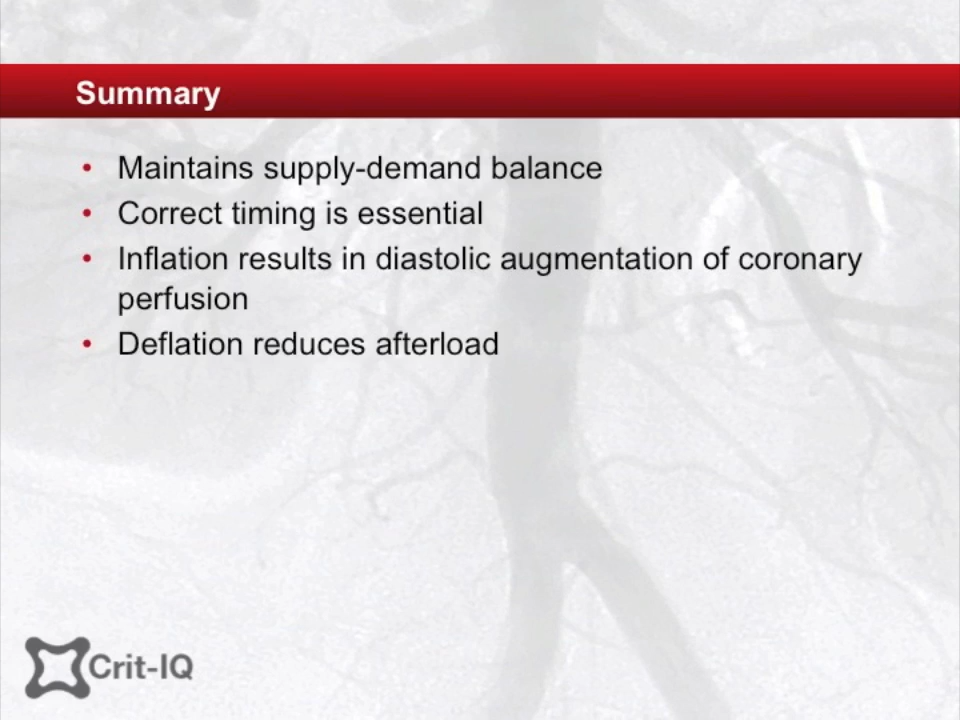 Summary
• Maintains supply-demand balance
• Correct timing is essential
• Inflation results in diastolic augmentation of coronary
perfusion
• Deflation reduces afterload
Crit-IQ